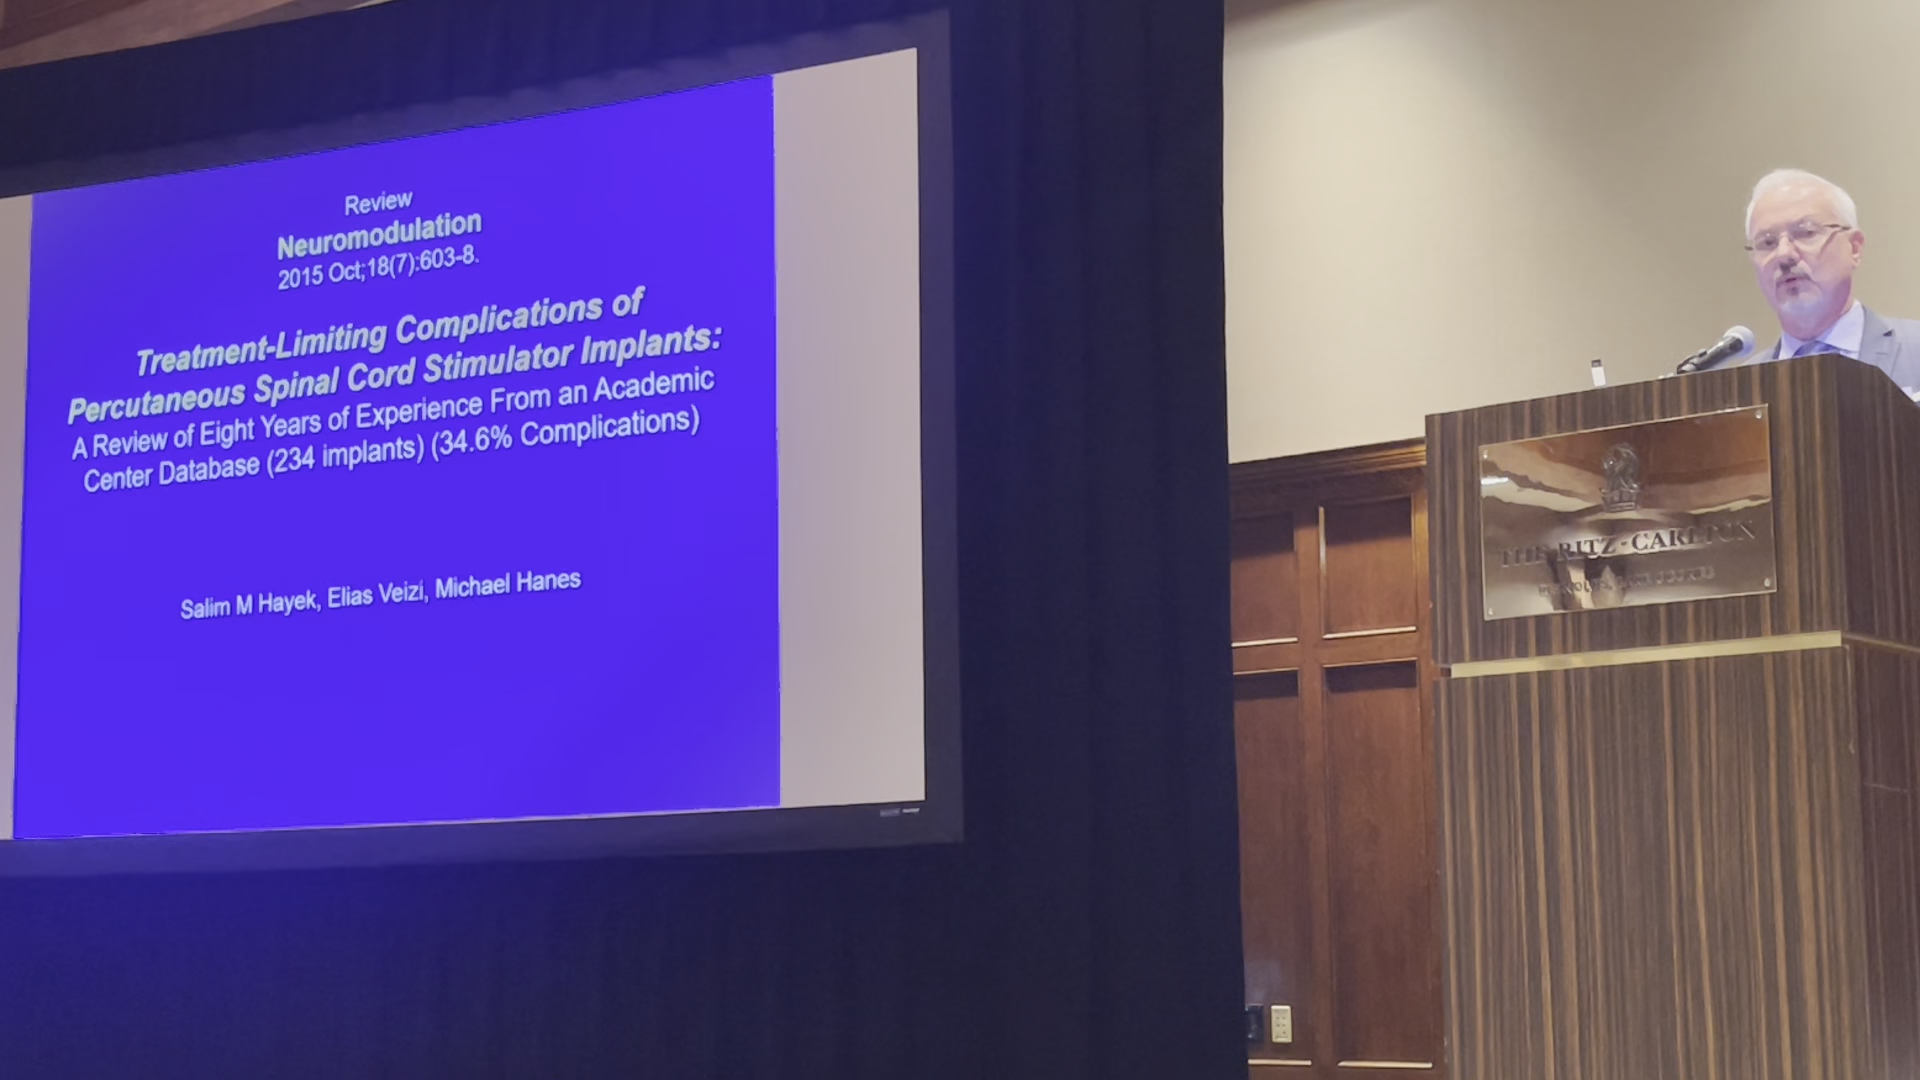 Review
Neuromodulation
2015 Oct;18(7):603-8.
Treatment-Limiting Complications of
Percutaneous Spinal Cord Stimulator Implants:
A Review of Eight Years of Experience From an Academic
Center Database (234 implants) (34.6% Complications)
Salim M Hayek, Elias Veizi, Michael Hanes
THE RITZ-CARLTON